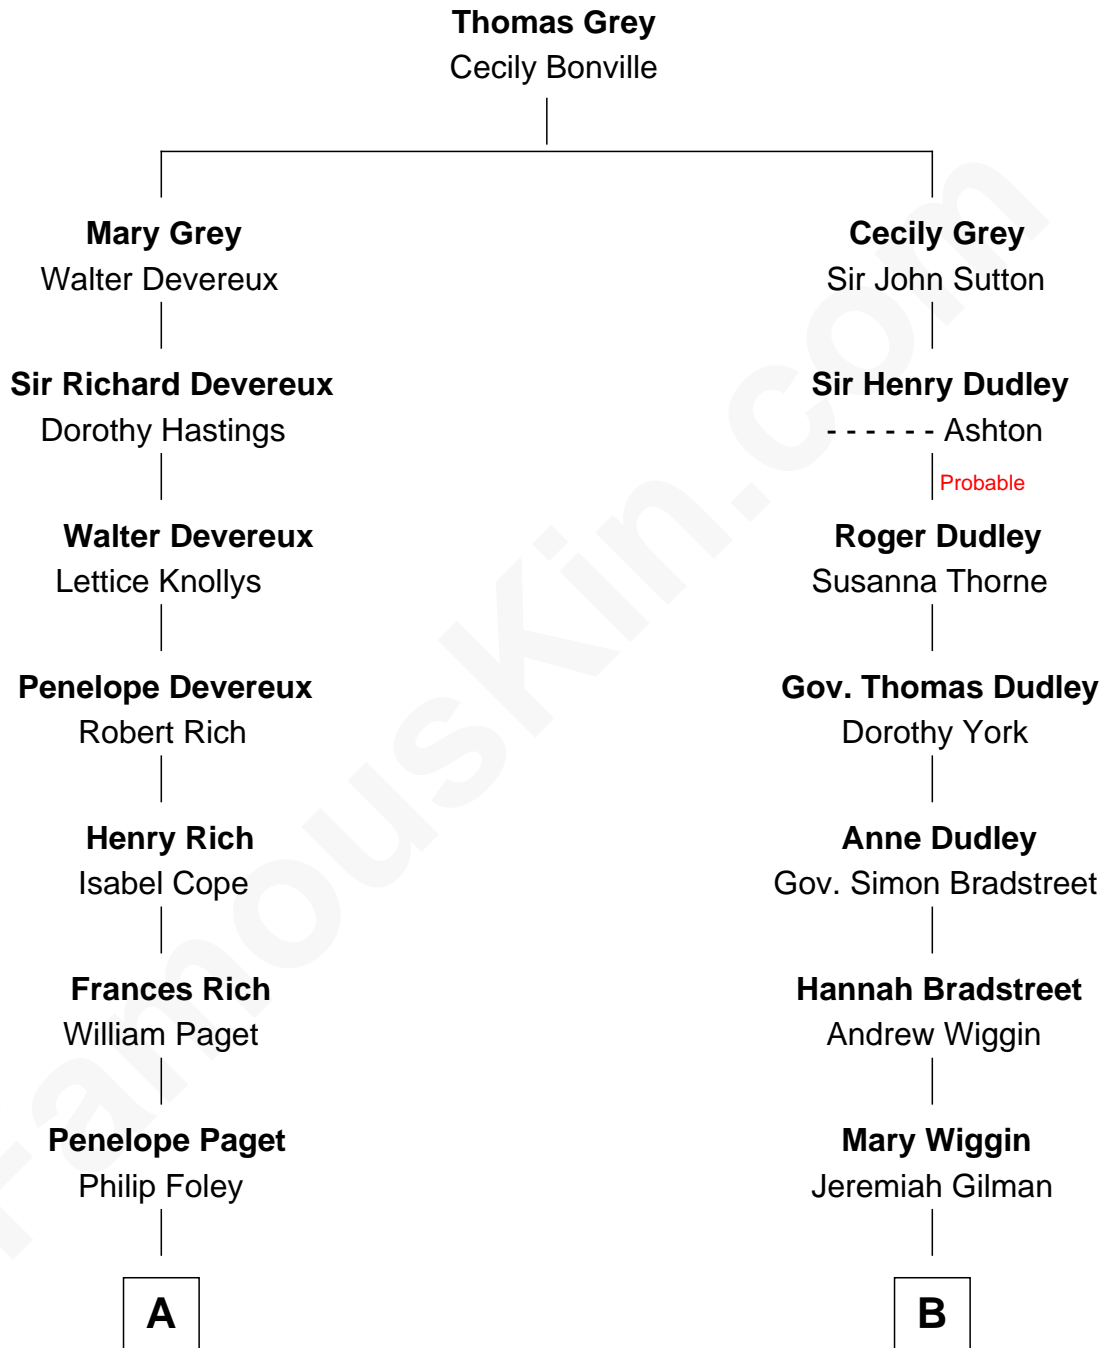 Thomas Grey
Cecily Bonville
Mary Grey
Walter Devereux
Cecily Grey
Sir John Sutton
Sir Richard Devereux
Dorothy Hastings
Sir Henry Dudley
- - - - - - Ashton
Probable
Walter Devereux
Lettice Knollys
Roger Dudley
Susanna Thorne
Penelope Devereux
Robert Rich
Gov. Thomas Dudley
Dorothy York
Henry Rich
Isabel Cope
Anne Dudley
Gov. Simon Bradstreet
Frances Rich
William Paget
Hannah Bradstreet
Andrew Wiggin
Penelope Paget
Philip Foley
Mary Wiggin
Jeremiah Gilman
A
B
FamousKin.com